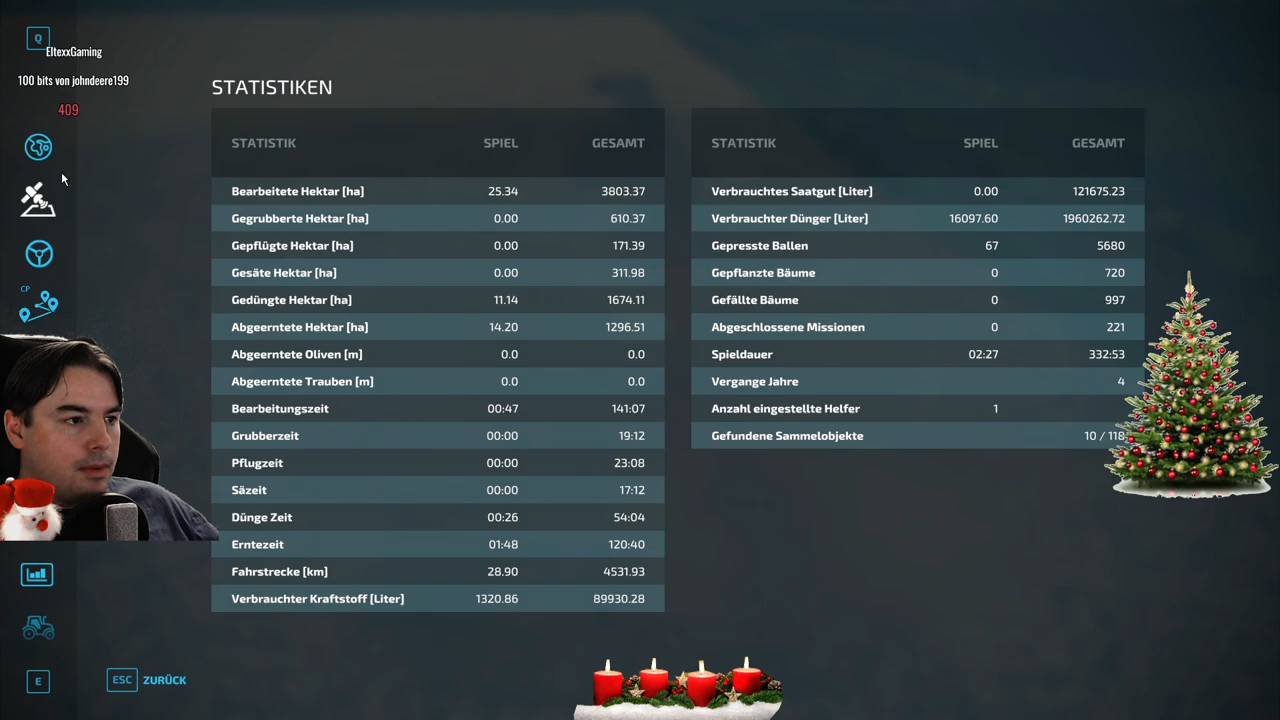 Q
EltexxGaming
100 bits von johndeere199
409
CP
STATISTIKEN
STATISTIK SPIEL GESAMT
Bearbeitete Hektar [ha] 25.34 3803.37
Gegrubberte Hektar [ha] 0.00 610.37
Gepflügte Hektar [ha] 0.00 171.39
Gesäte Hektar [ha] 0.00 311.98
Gedüngte Hektar [ha] 11.14 1674.11
Abgeerntete Hektar [ha] 14.20 1296.51
Abgeerntete Oliven [m] 0.0 0.0
Abgeerntete Trauben [m] 0.0 0.0
Bearbeitungszeit 00:47 141:07
Grubberzeit 00:00 19:12
Pflugzeit 00:00 23:08
Säzeit 00:00 17:12
Dünge Zeit 00:26 54:04
Erntezeit 01:48 120:40
Fahrstrecke [km] 28.90 4531.93
Verbrauchter Kraftstoff [Liter] 1320.86 89930.28
STATISTIK SPIEL GESAMT
Verbrauchtes Saatgut [Liter] 0.00 121675.23
Verbrauchter Dünger [Liter] 16097.60 1960262.72
Gepresste Ballen 67 5680
Gepflanzte Bäume 0 720
Gefällte Bäume 0 997
Abgeschlossene Missionen 0 221
Spieldauer 02:27 332:53
Vergange Jahre 4
Anzahl eingestellte Helfer 1
Gefundene Sammelobjekte 10 / 118
E
ESC ZURÜCK